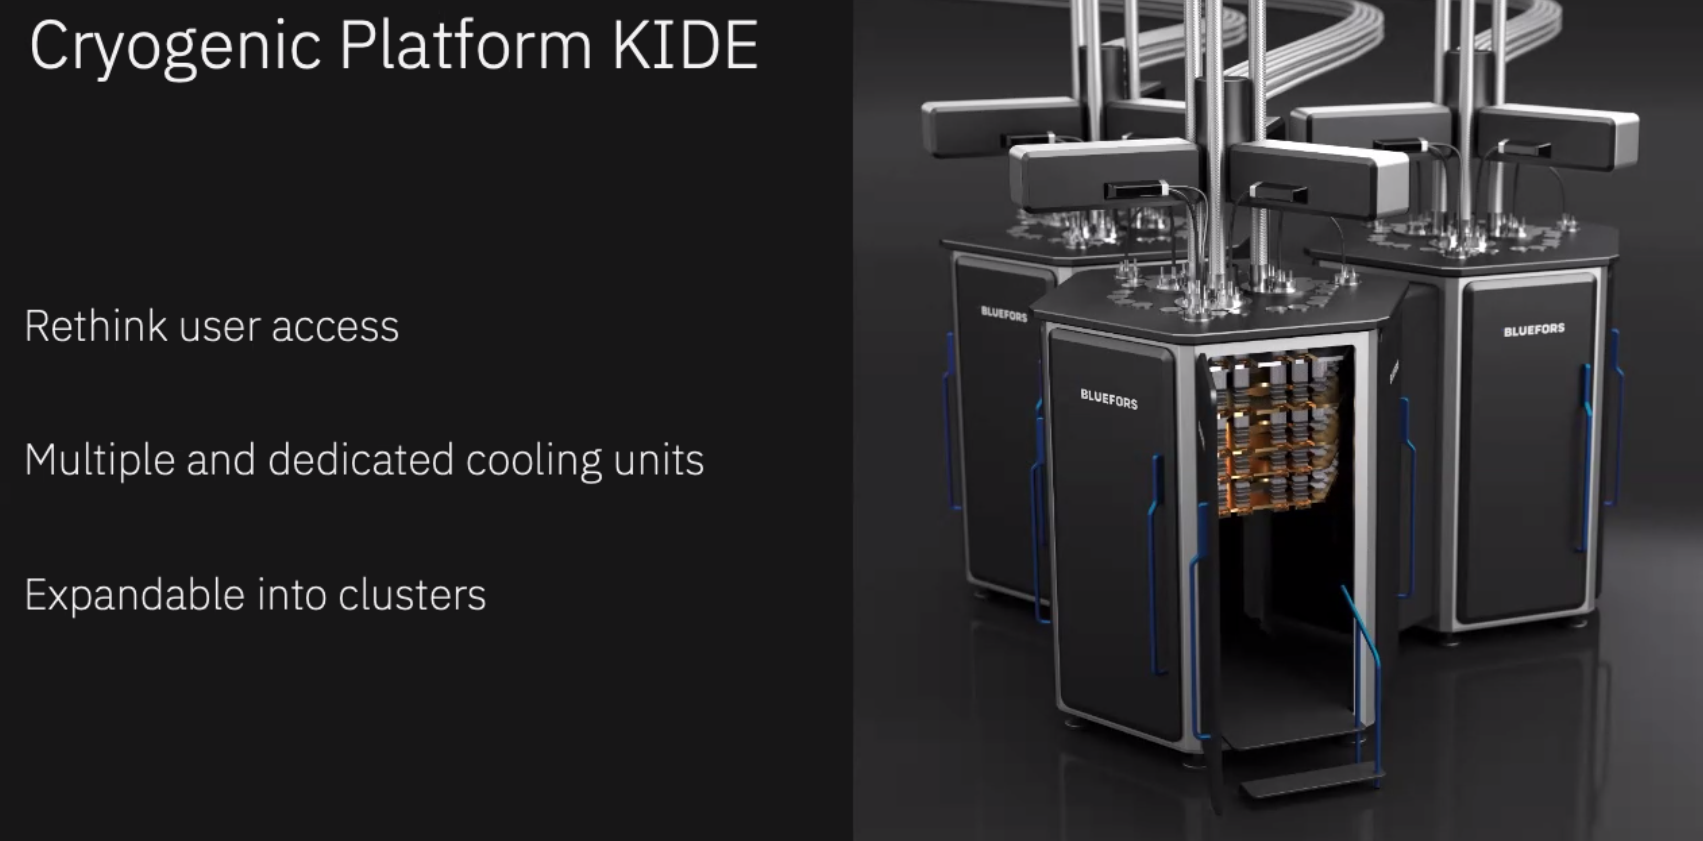 Cryogenic Platform KIDE
Rethink user access
Multiple and dedicated cooling units
Expandable into clusters
BLUEFORS
BLUEFORS
BLUEFORS